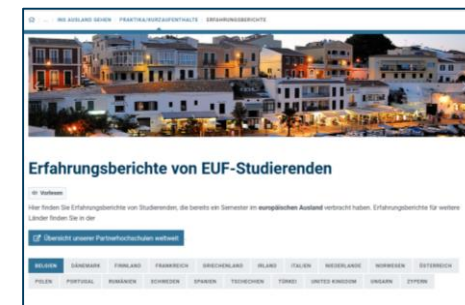 ... INS AUSLAND GEHEN PRAKTIKA/KURZAUFENTHALTE ERFAHRUNGSBERICHTE
Erfahrungsberichte von EUF-Studierenden
Vorlesen
Hier finden Sie Erfahrungsberichte von Studierenden, die bereits ein Semester im europäischen Ausland verbracht haben. Erfahrungsberichte für weitere
Länder finden Sie in der
Übersicht unserer Partnerhochschulen weltweit
BELGIEN DÄNEMARK FINNLAND FRANKREICH GRIECHENLAND IRLAND ITALIEN NIEDERLANDE NORWEGEN ÖSTERREICH
POLEN PORTUGAL RUMÄNIEN SCHWEDEN SPANIEN TSCHECHIEN TÜRKEI UNITED KINGDOM UNGARN ZYPERN